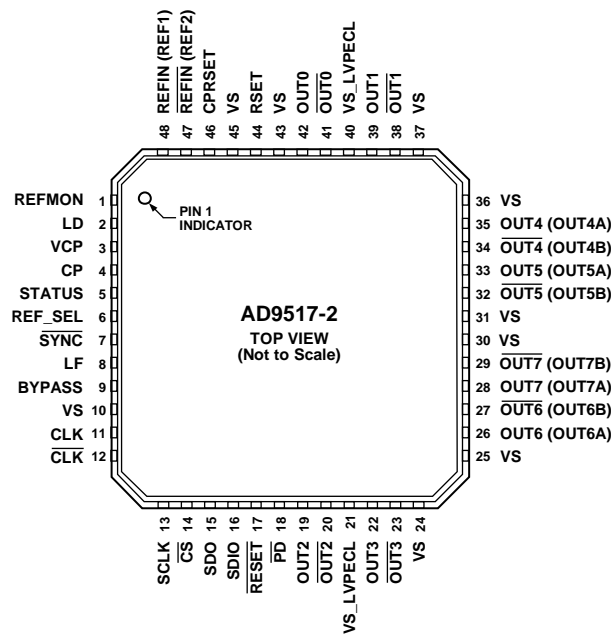 48 REFIN (REF1)
47 REFIN (REF2)
46 CPRSET
45 VS
44 RSET
43 VS
42 OUT0
41 OUT0
40 VS_LVPECL
39 OUT1
38 OUT1
37 VS
REFMON 1
LD 2
VCP 3
CP 4
STATUS 5
REF_SEL 6
SYNC 7
LF 8
BYPASS 9
VS 10
CLK 11
CLK 12
PIN 1
INDICATOR
AD9517-2
TOP VIEW
(Not to Scale)
36 VS
35 OUT4 (OUT4A)
34 OUT4 (OUT4B)
33 OUT5 (OUT5A)
32 OUT5 (OUT5B)
31 VS
30 VS
29 OUT7 (OUT7B)
28 OUT7 (OUT7A)
27 OUT6 (OUT6B)
26 OUT6 (OUT6A)
25 VS
SCLK 13
CS 14
SDO 15
SDIO 16
RESET 17
PD 18
OUT2 19
OUT2 20
VS_LVPECL 21
OUT3 22
OUT3 23
VS 24